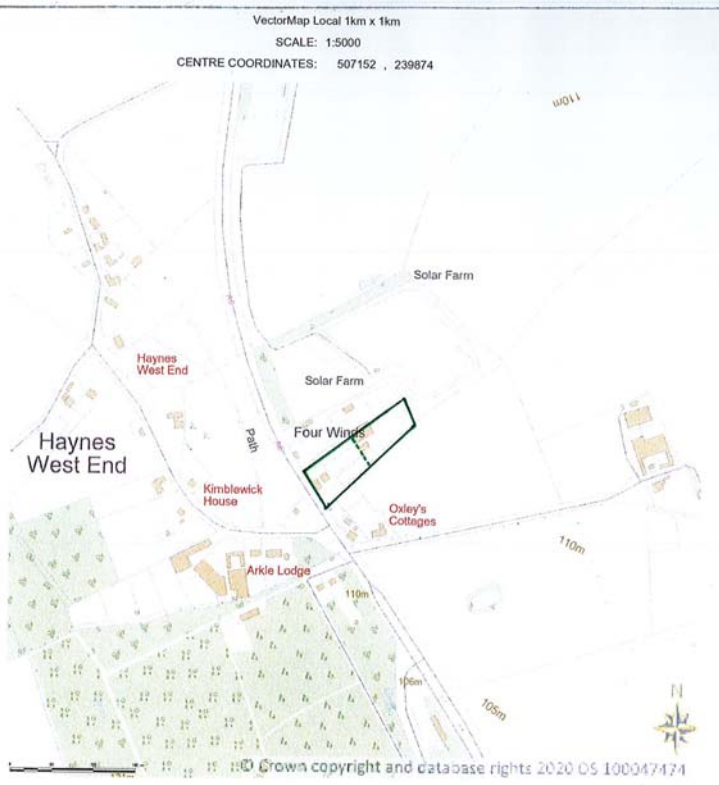 VectorMap Local 1km x 1km
SCALE: 1:5000
CENTRE COORDINATES: 507152 , 239874
110m
Solar Farm
Haynes
West End
Solar Farm
Four Winds
Haynes
West End
Path
Kimblewick
House
Oxley's
Cottages
110m
Arkle Lodge
110m
106m
105m
N
© Crown copyright and database rights 2020 OS 100047474